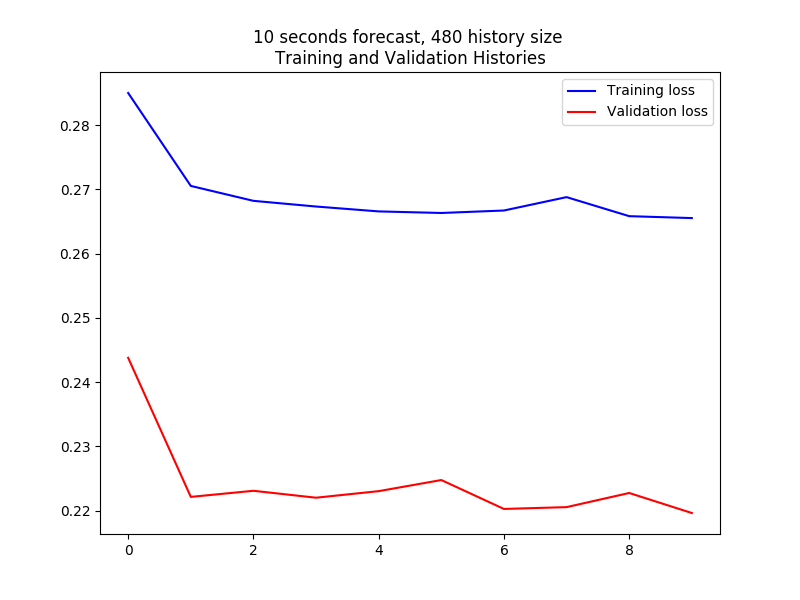 10 seconds forecast, 480 history size
Training and Validation Histories
Training loss
Validation loss
0.28
0.27
0.26
0.25
0.24
0.23
0.22
0 2 4 6 8